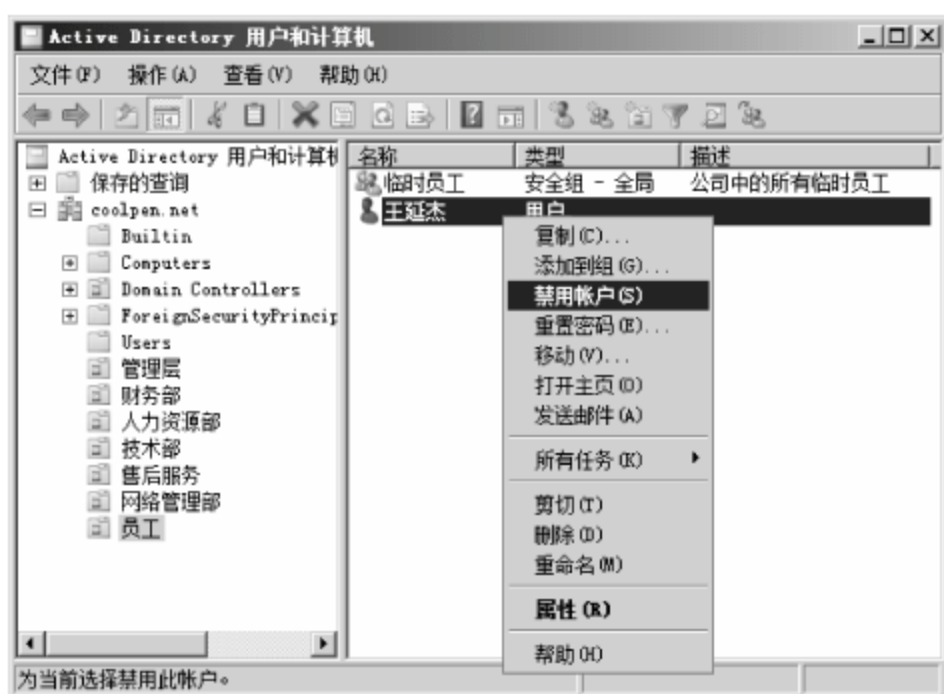 Active Directory 用户和计算机
文件(F) 操作(A) 查看(V) 帮助(H)
Active Directory 用户和计算机
保存的查询
coolpen.net
Builtin
Computers
Domain Controllers
ForeignSecurityPrincip
Users
管理层
财务部
人力资源部
技术部
售后服务
网络管理部
员工
名称 类型 描述
临时员工 安全组 - 全局 公司中的所有临时员工
王延杰 用户
复制(C)...
添加到组(G)...
禁用帐户(S)
重置密码(E)...
移动(V)...
打开主页(O)
发送邮件(A)
所有任务(K)
剪切(T)
删除(D)
重命名(M)
属性(R)
帮助(H)
为当前选择禁用此帐户。